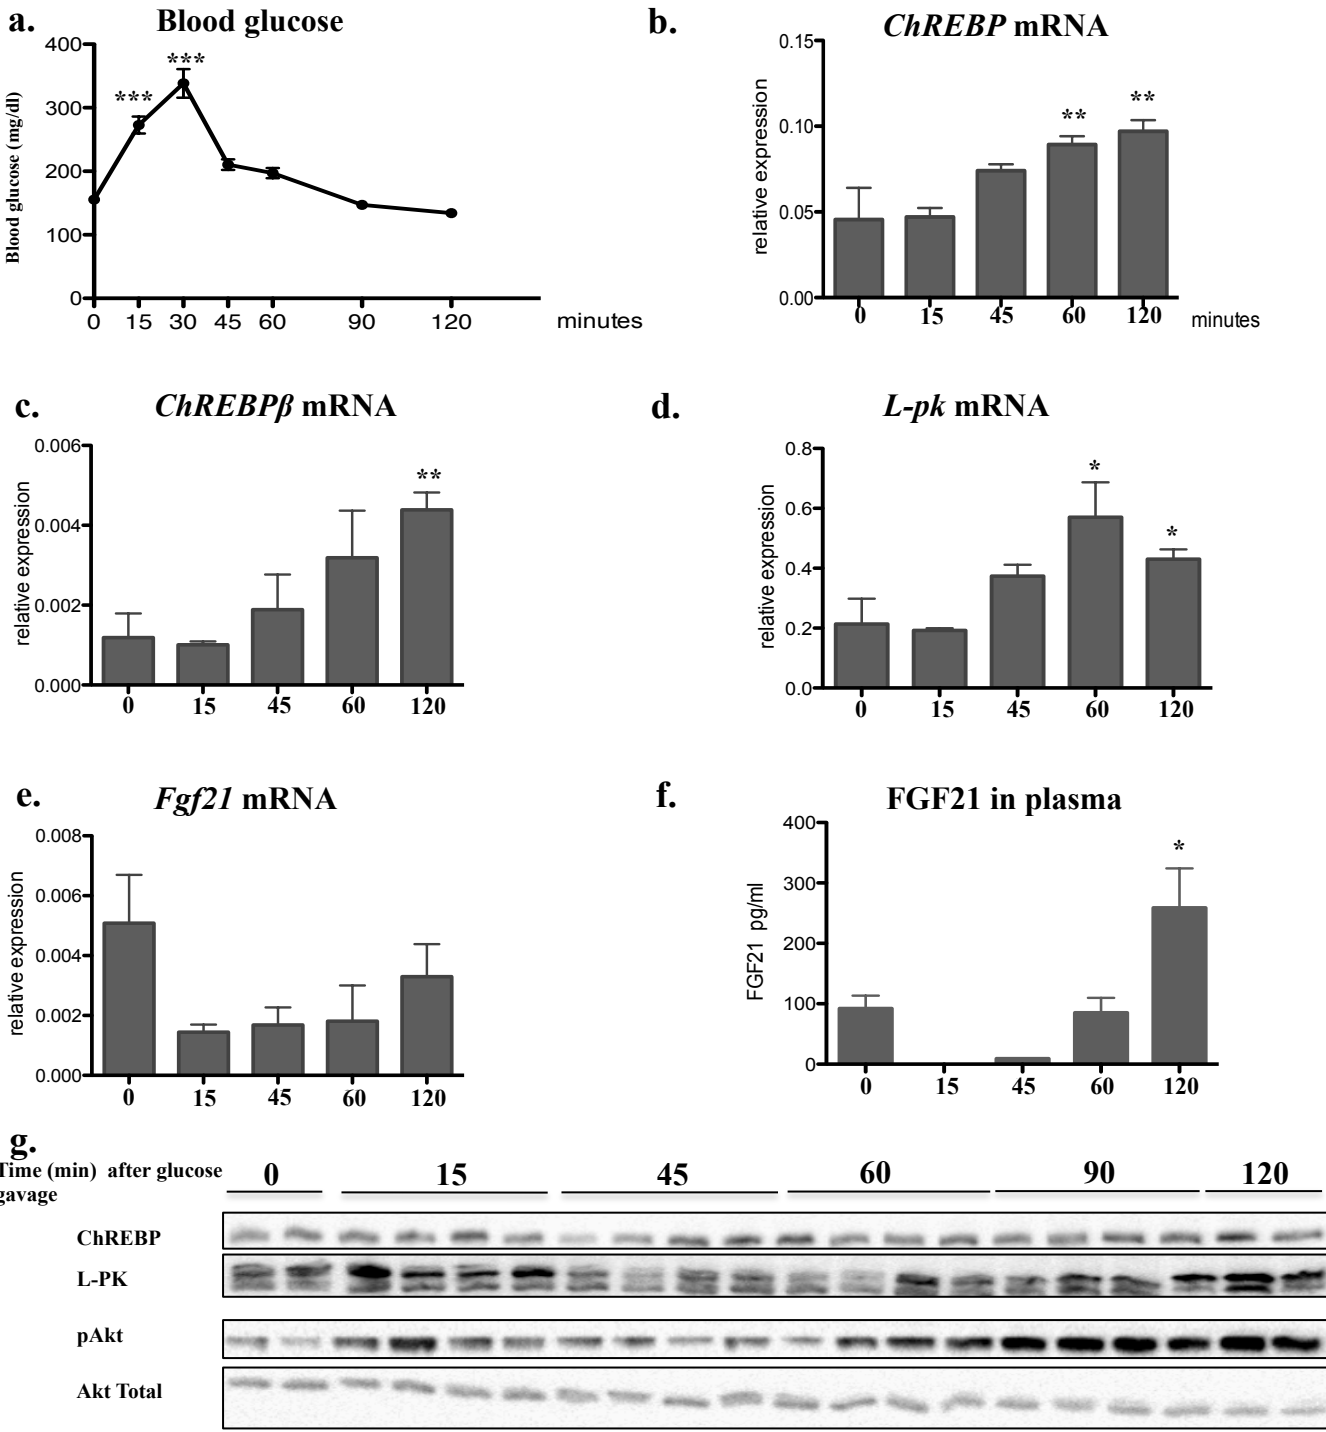 a.
Blood glucose
Blood glucose (mg/dl)
400
300
200
100
0
***
***
0 15 30 45 60 90 120 minutes
b.
ChREBP mRNA
relative expression
0.15
0.10
0.05
0.00
** **
0 15 45 60 120 minutes
c.
ChREBPβ mRNA
relative expression
0.006
0.004
0.002
0.000
**
0 15 45 60 120
d.
L-pk mRNA
relative expression
0.8
0.6
0.4
0.2
0.0
*
*
0 15 45 60 120
e.
Fgf21 mRNA
relative expression
0.008
0.006
0.004
0.002
0.000
0 15 45 60 120
f.
FGF21 in plasma
FGF21 pg/ml
400
300
200
100
0
*
0 15 45 60 120
g.
Time (min) after glucose
gavage
0 15 45 60 90 120
ChREBP
L-PK
pAkt
Akt Total